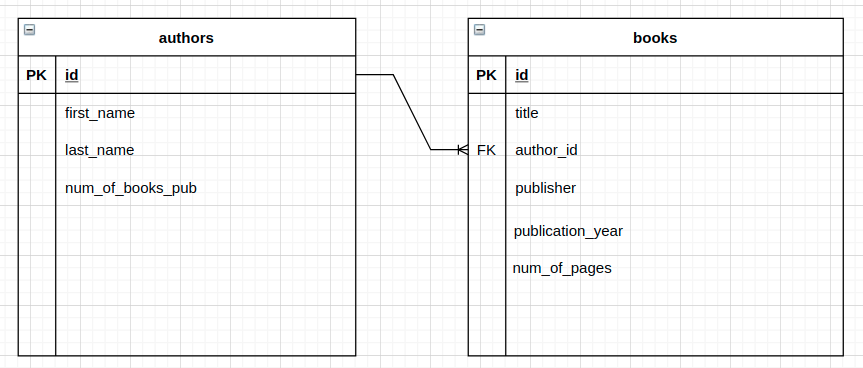 authors
PK id
first_name
last_name
num_of_books_pub
books
PK id
title
FK author_id
publisher
publication_year
num_of_pages